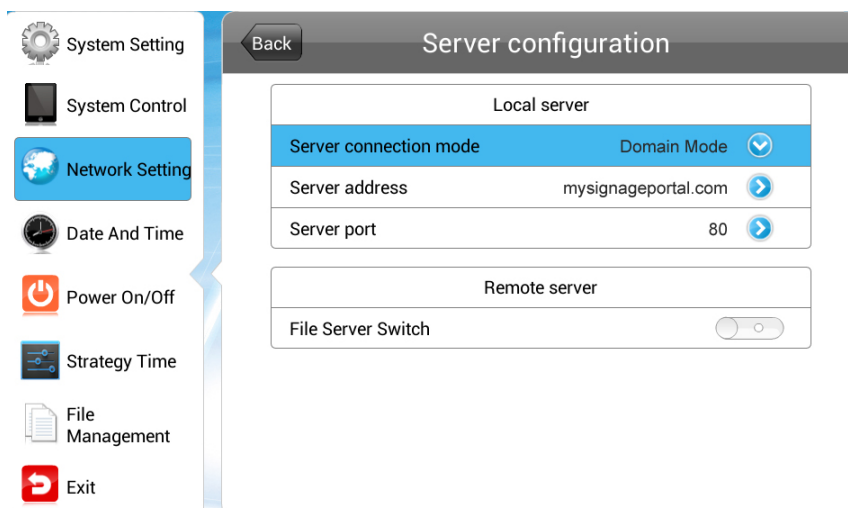 System Setting
System Control
Network Setting
Date And Time
Power On/Off
Strategy Time
File
Management
Exit
Back
Server configuration
Local server
Server connection mode Domain Mode
Server address mysignageportal.com
Server port 80
Remote server
File Server Switch